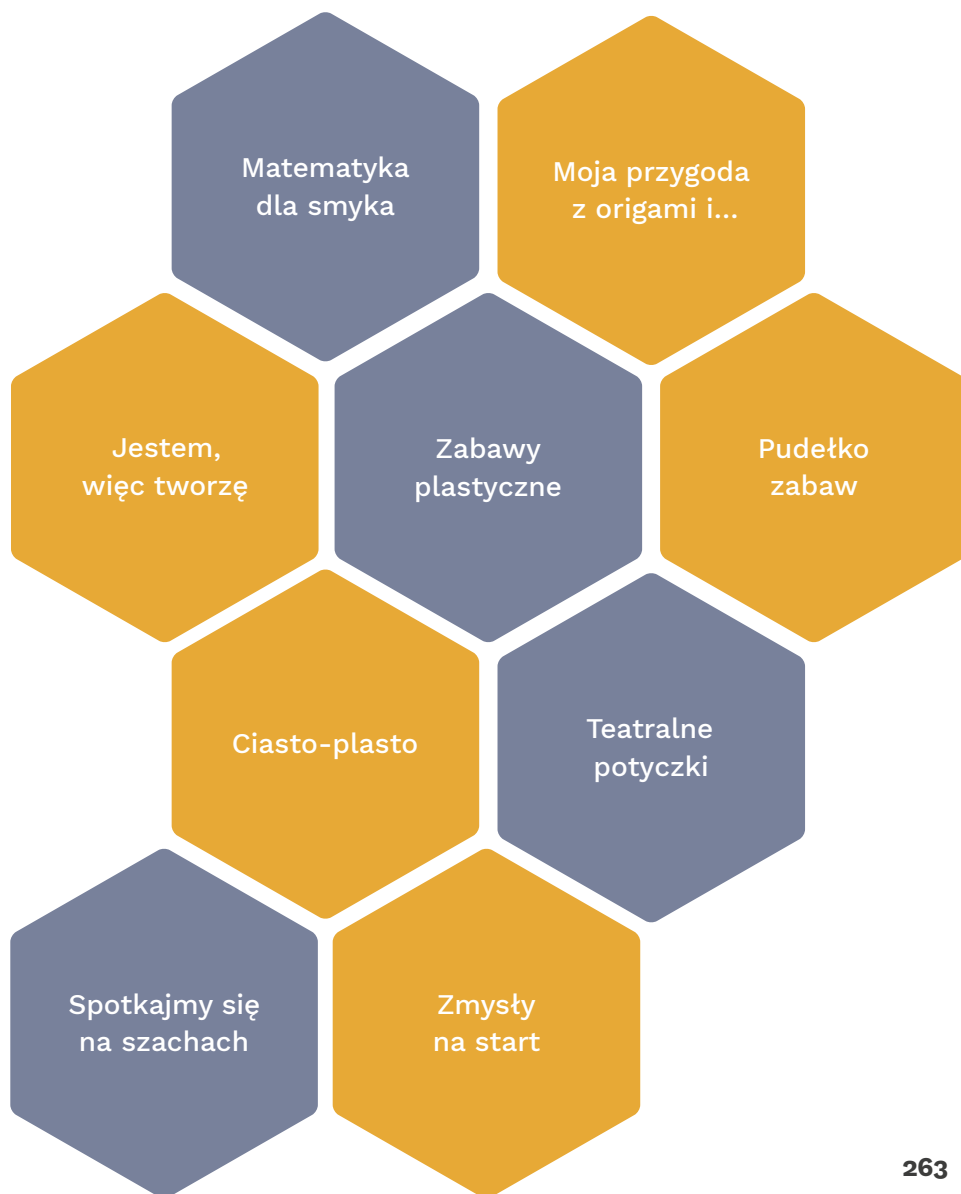 Matematyka
dla smyka
Moja przygoda
z origami i...
Jestem,
więc tworzę
Zabawy
plastyczne
Pudełko
zabaw
Ciasto-plasto
Teatralne
potyczki
Spotkajmy się
na szachach
Zmysły
na start
263